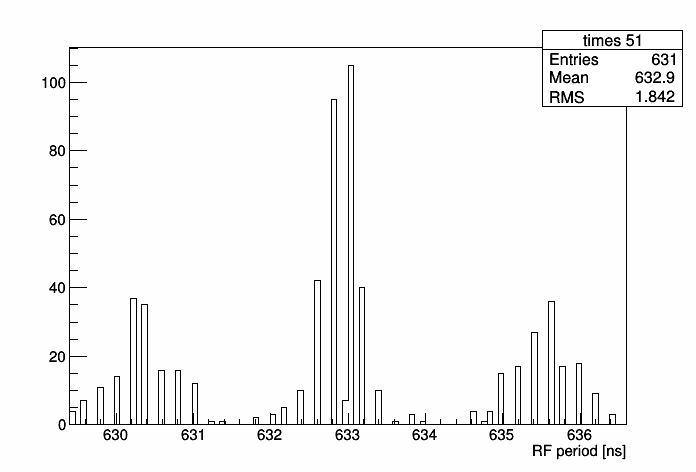 times 51
Entries 631
Mean 632.9
RMS 1.842
100
80
60
40
20
0
630 631 632 633 634 635 636
RF period [ns]